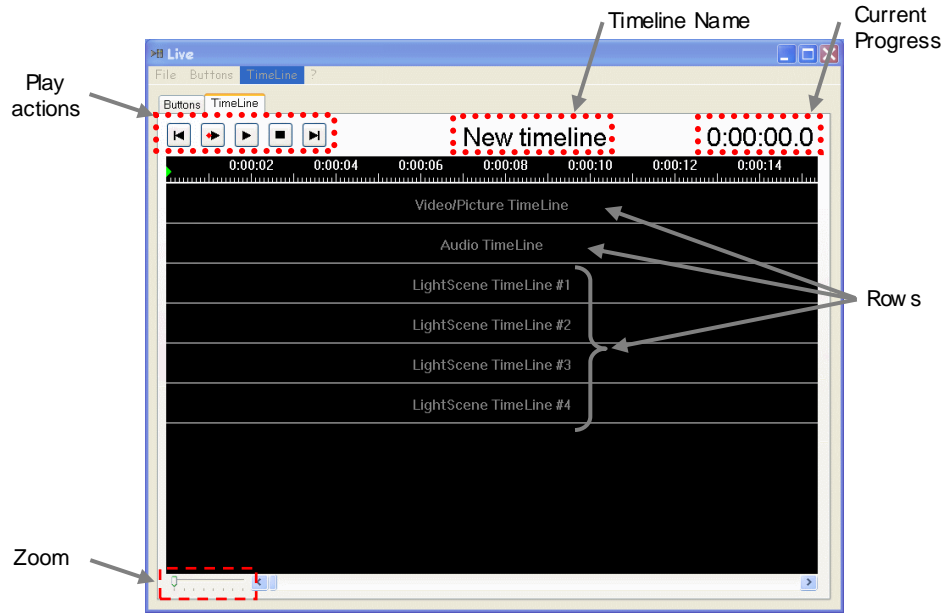 Timeline Name
Current
Progress
Live
File Buttons TimeLine ?
Play
actions
Buttons TimeLine
New timeline
0:00:00.0
0:00:02 0:00:04 0:00:06 0:00:08 0:00:10 0:00:12 0:00:14
Video/Picture TimeLine
Audio TimeLine
LightScene TimeLine #1
Rows
LightScene TimeLine #2
LightScene TimeLine #3
LightScene TimeLine #4
Zoom